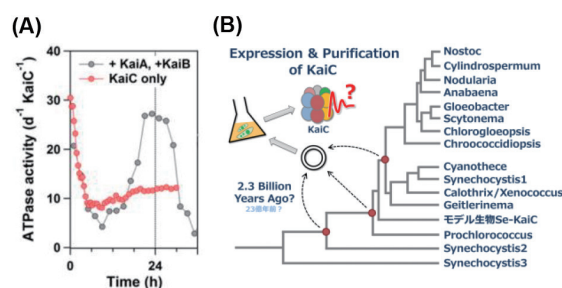 (A)
ATPase activity (d⁻¹ KaiC⁻¹)
40
30
20
10
0
+ KaiA, +KaiB
KaiC only
0
24
Time (h)
(B)
Expression & Purification
of KaiC
?
KaiC
2.3 Billion
Years Ago?
23億年前?
Nostoc
Cylindrospermum
Nodularia
Anabaena
Gloeobacter
Scytonema
Chlorogloeopsis
Chroococcidiopsis
Cyanothece
Synechocystis1
Calothrix/Xenococcus
Geitlerinema
モデル生物Se-KaiC
Prochlorococcus
Synechocystis2
Synechocystis3